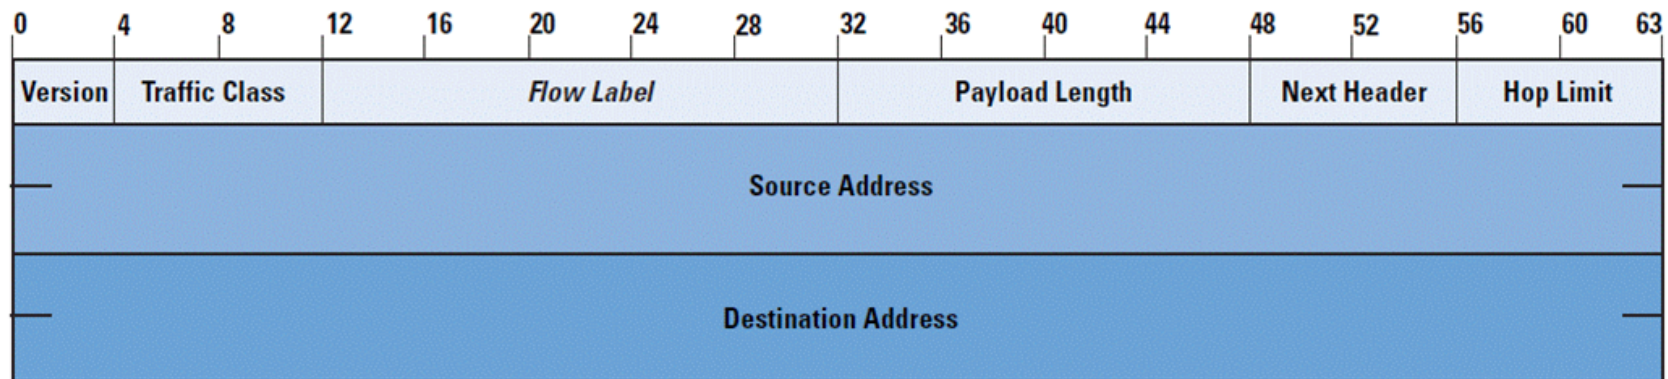 0 4 8 12 16 20 24 28 32 36 40 44 48 52 56 60 63
Version Traffic Class Flow Label Payload Length Next Header Hop Limit
Source Address
Destination Address